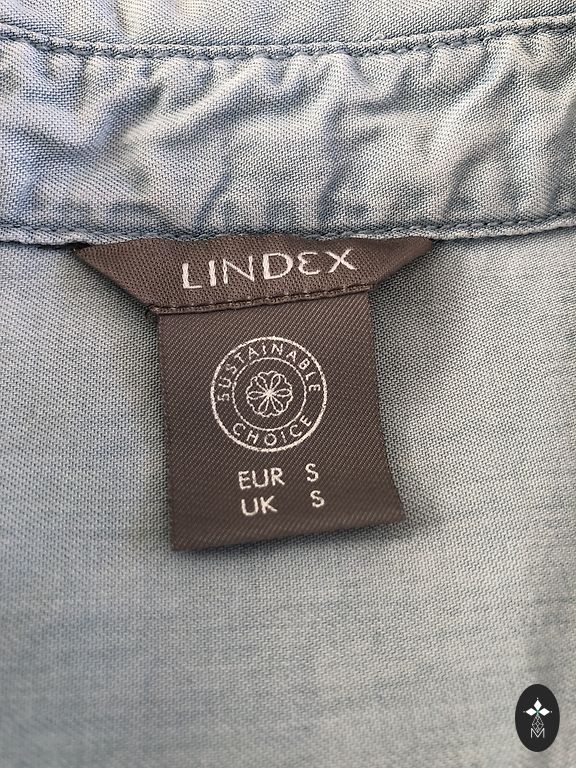 LINDEX
SUSTAINABLE
CHOICE
EUR S
UK S
M